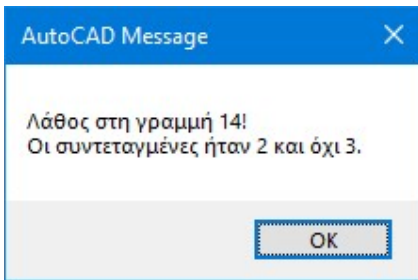 AutoCAD Message
Λάθος στη γραμμή 14!
Οι συντεταγμένες ήταν 2 και όχι 3.
OK